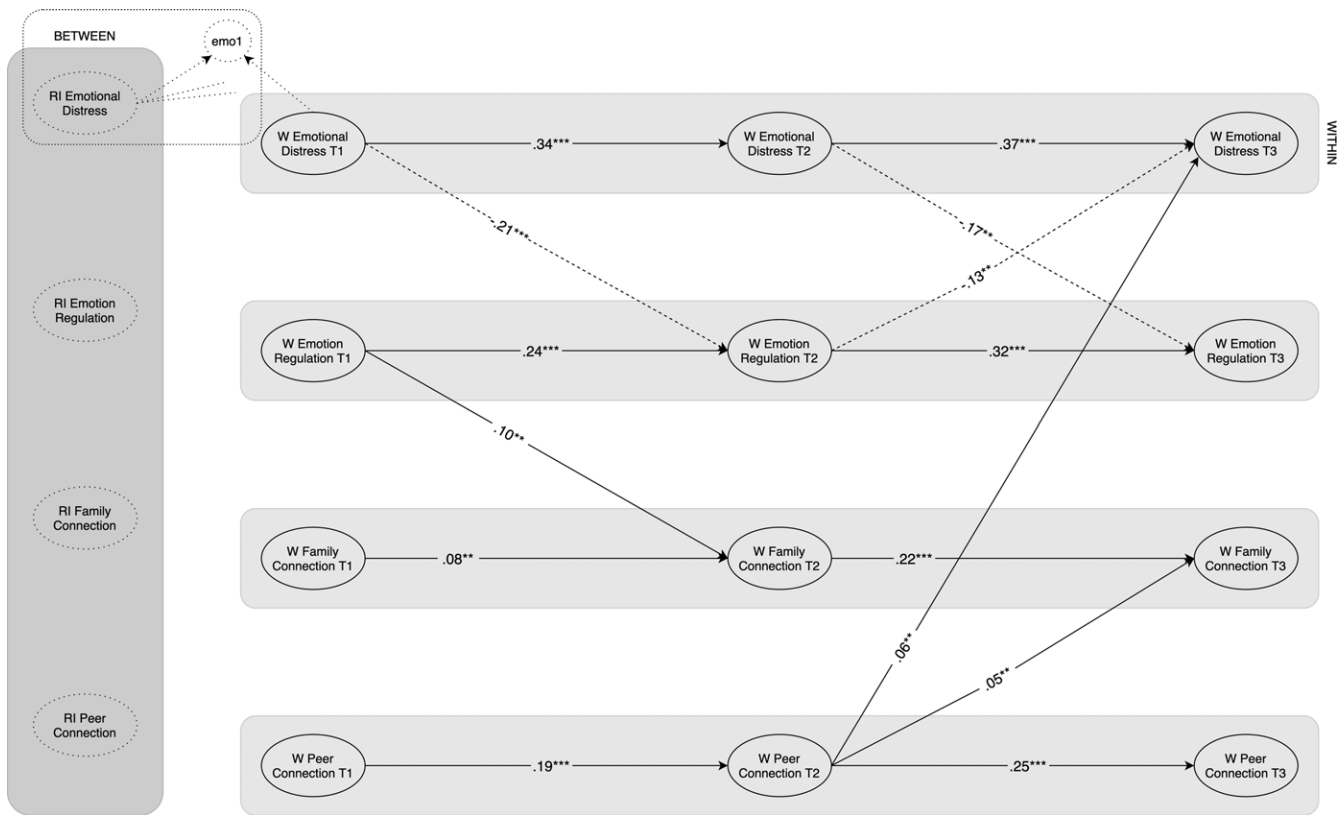 BETWEEN
emo1
RI Emotional
Distress
WITHIN
W Emotional
Distress T1
.34***
W Emotional
Distress T2
.37***
W Emotional
Distress T3
-.21***
-.17**
-.13**
RI Emotion
Regulation
W Emotion
Regulation T1
.24***
W Emotion
Regulation T2
.32***
W Emotion
Regulation T3
.10**
RI Family
Connection
W Family
Connection T1
.08**
W Family
Connection T2
.22***
W Family
Connection T3
.06**
.05**
RI Peer
Connection
W Peer
Connection T1
.19***
W Peer
Connection T2
.25***
W Peer
Connection T3